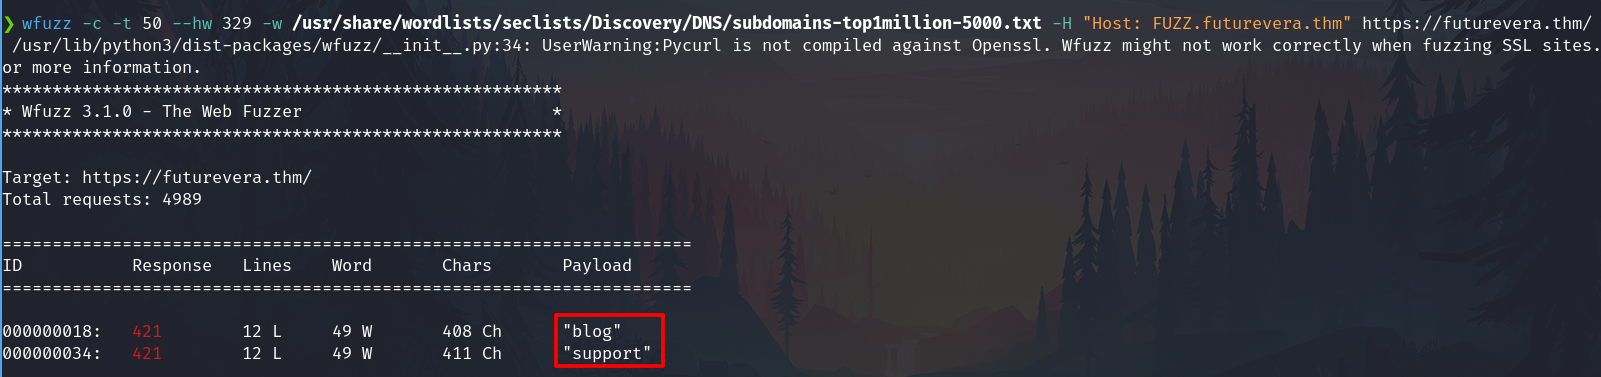 ❯ wfuzz -c -t 50 --hw 329 -w /usr/share/wordlists/seclists/Discovery/DNS/subdomains-top1million-5000.txt -H "Host: FUZZ.futurevera.thm" https://futurevera.thm/
/usr/lib/python3/dist-packages/wfuzz/__init__.py:34: UserWarning:Pycurl is not compiled against Openssl. Wfuzz might not work correctly when fuzzing SSL sites.
or more information.
********************************************************
* Wfuzz 3.1.0 - The Web Fuzzer                         *
********************************************************
Target: https://futurevera.thm/
Total requests: 4989
=====================================================================
ID           Response   Lines    Word       Chars       Payload
=====================================================================
000000018:   421        12 L     49 W       408 Ch      "blog"
000000034:   421        12 L     49 W       411 Ch      "support"